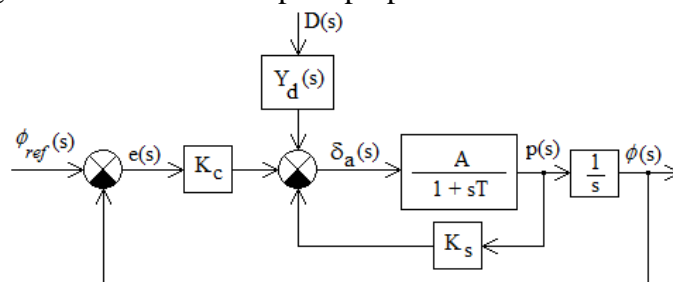 D(s)
Y_d(s)
ϕ_ref(s)
e(s)
K_c
δ_a(s)
A
1 + sT
p(s)
1
s
ϕ(s)
K_s